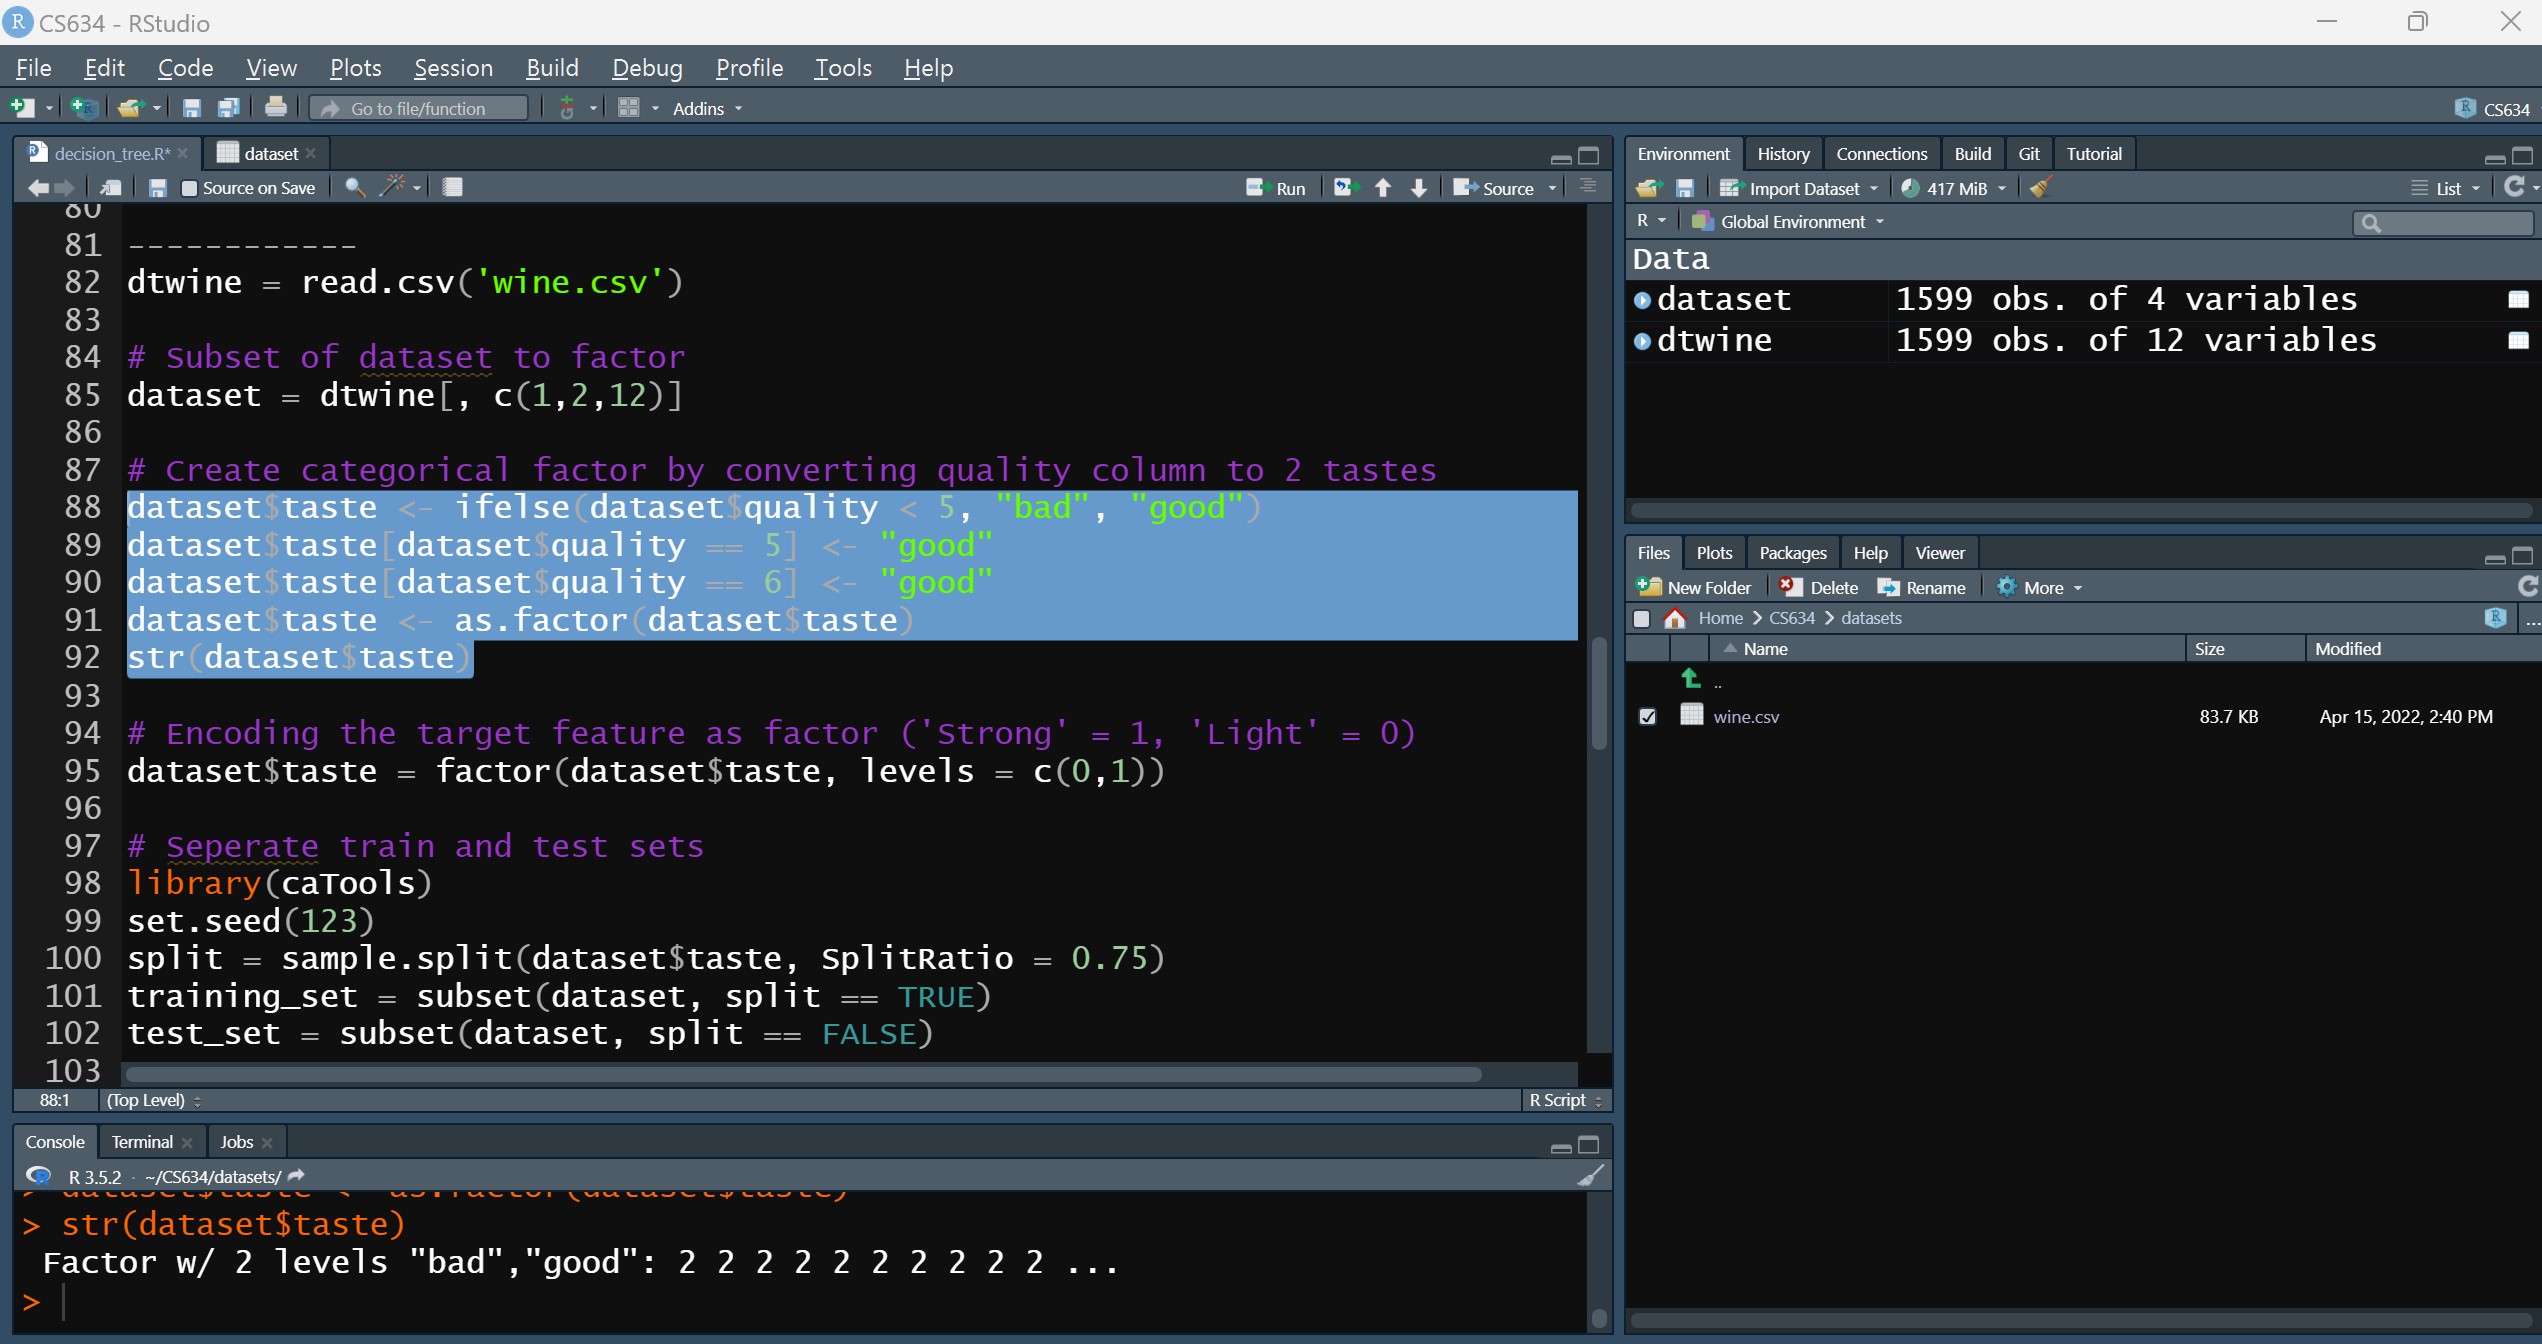 CS634 - RStudio
File Edit Code View Plots Session Build Debug Profile Tools Help
Go to file/function Addins CS634
decision_tree.R* dataset
Source on Save Run Source
80
81 ------------
82 dtwine = read.csv('wine.csv')
83
84 # Subset of dataset to factor
85 dataset = dtwine[, c(1,2,12)]
86
87 # Create categorical factor by converting quality column to 2 tastes
88 dataset$taste <- ifelse(dataset$quality < 5, "bad", "good")
89 dataset$taste[dataset$quality == 5] <- "good"
90 dataset$taste[dataset$quality == 6] <- "good"
91 dataset$taste <- as.factor(dataset$taste)
92 str(dataset$taste)
93
94 # Encoding the target feature as factor ('Strong' = 1, 'Light' = 0)
95 dataset$taste = factor(dataset$taste, levels = c(0,1))
96
97 # Seperate train and test sets
98 library(caTools)
99 set.seed(123)
100 split = sample.split(dataset$taste, SplitRatio = 0.75)
101 training_set = subset(dataset, split == TRUE)
102 test_set = subset(dataset, split == FALSE)
103
88:1 (Top Level) R Script
Console Terminal Jobs
R 3.5.2 · ~/CS634/datasets/
> dataset$taste <- as.factor(dataset$taste)
> str(dataset$taste)
Factor w/ 2 levels "bad","good": 2 2 2 2 2 2 2 2 2 2 ...
>
Environment History Connections Build Git Tutorial
Import Dataset 417 MiB List
R Global Environment
Data
dataset 1599 obs. of 4 variables
dtwine 1599 obs. of 12 variables
Files Plots Packages Help Viewer
New Folder Delete Rename More
Home CS634 datasets ...
Name Size Modified
..
wine.csv 83.7 KB Apr 15, 2022, 2:40 PM